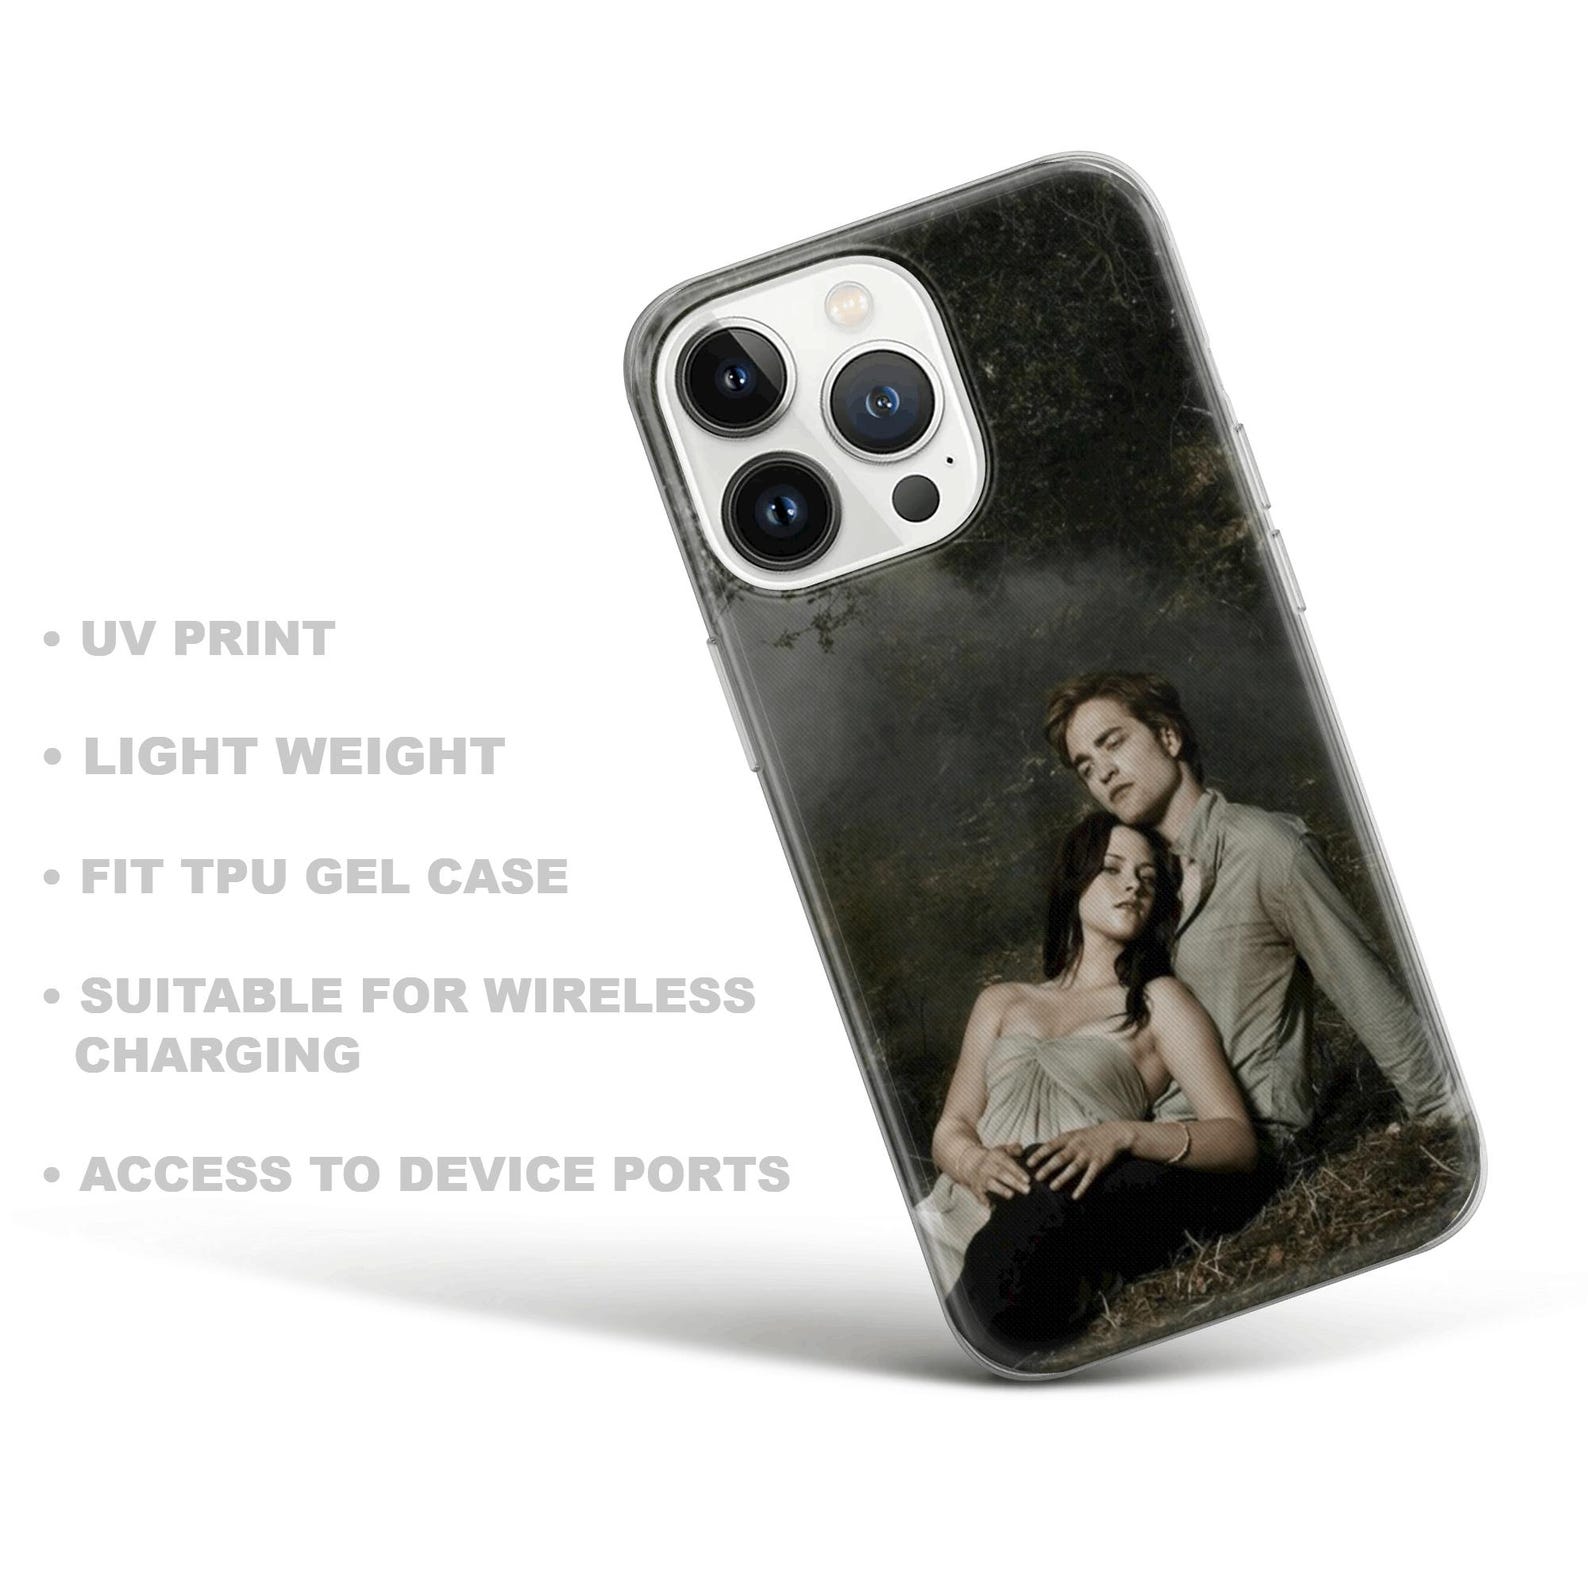 • UV PRINT
• LIGHT WEIGHT
• FIT TPU GEL CASE
• SUITABLE FOR WIRELESS
CHARGING
• ACCESS TO DEVICE PORTS